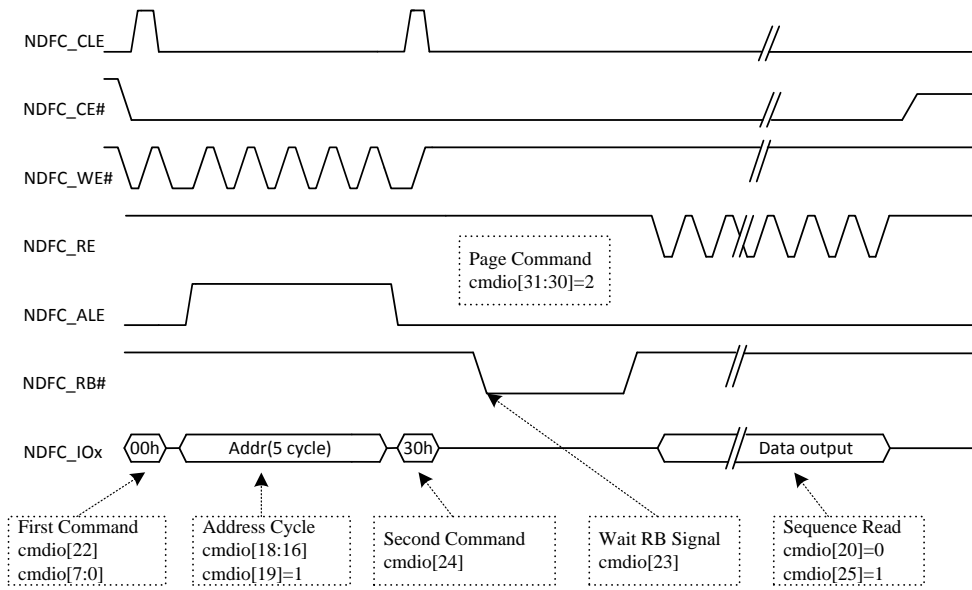 NDFC_CLE
NDFC_CE#
NDFC_WE#
NDFC_RE
Page Command
cmdio[31:30]=2
NDFC_ALE
NDFC_RB#
NDFC_IOx
00h
Addr(5 cycle)
30h
Data output
First Command
cmdio[22]
cmdio[7:0]
Address Cycle
cmdio[18:16]
cmdio[19]=1
Second Command
cmdio[24]
Wait RB Signal
cmdio[23]
Sequence Read
cmdio[20]=0
cmdio[25]=1